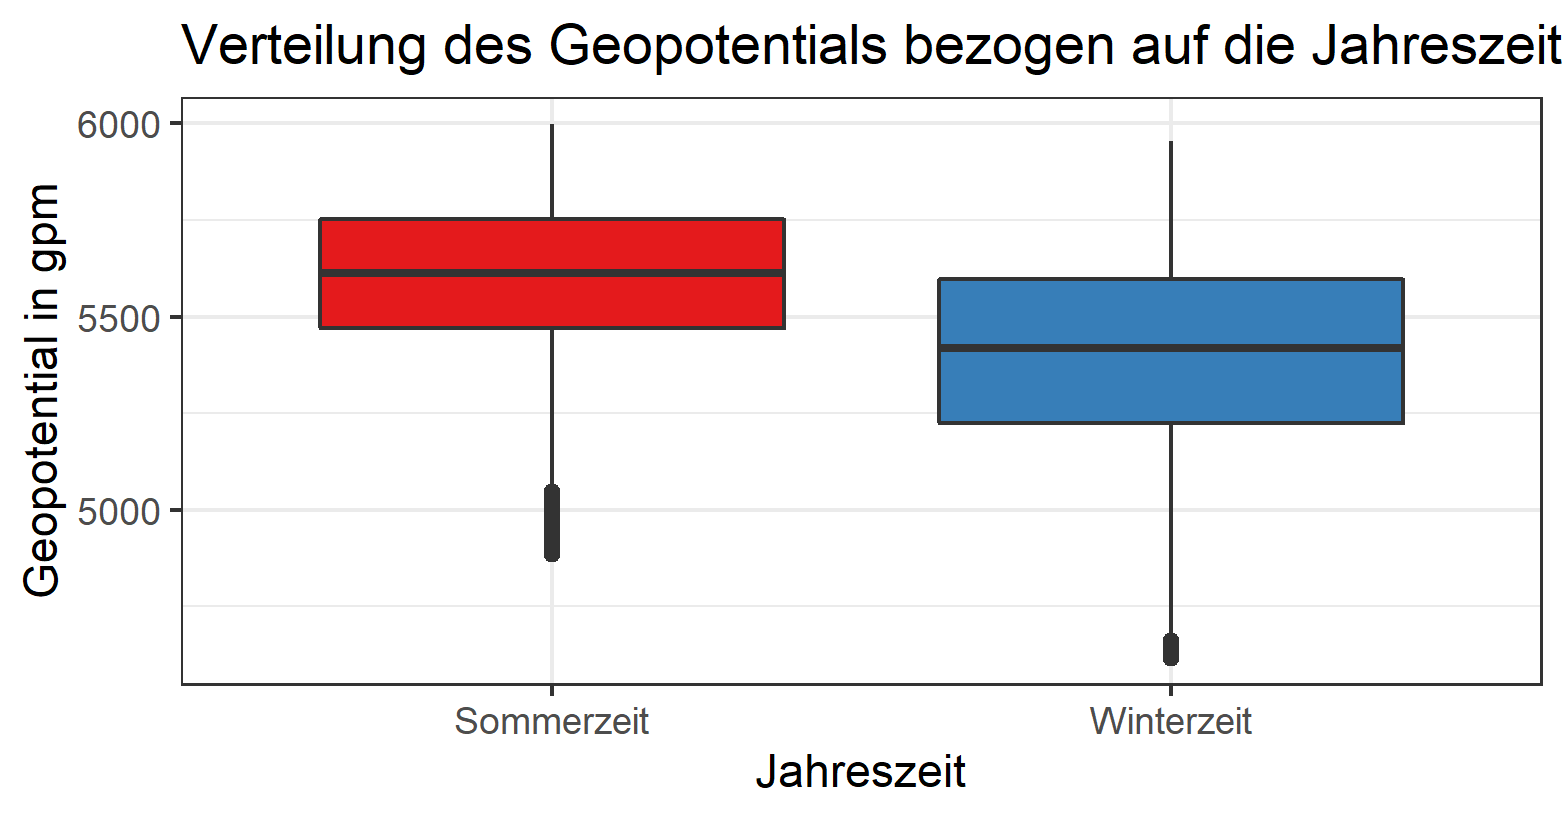 Verteilung des Geopotentials bezogen auf die Jahreszeit
Geopotential in gpm
6000
5500
5000
Sommerzeit
Winterzeit
Jahreszeit